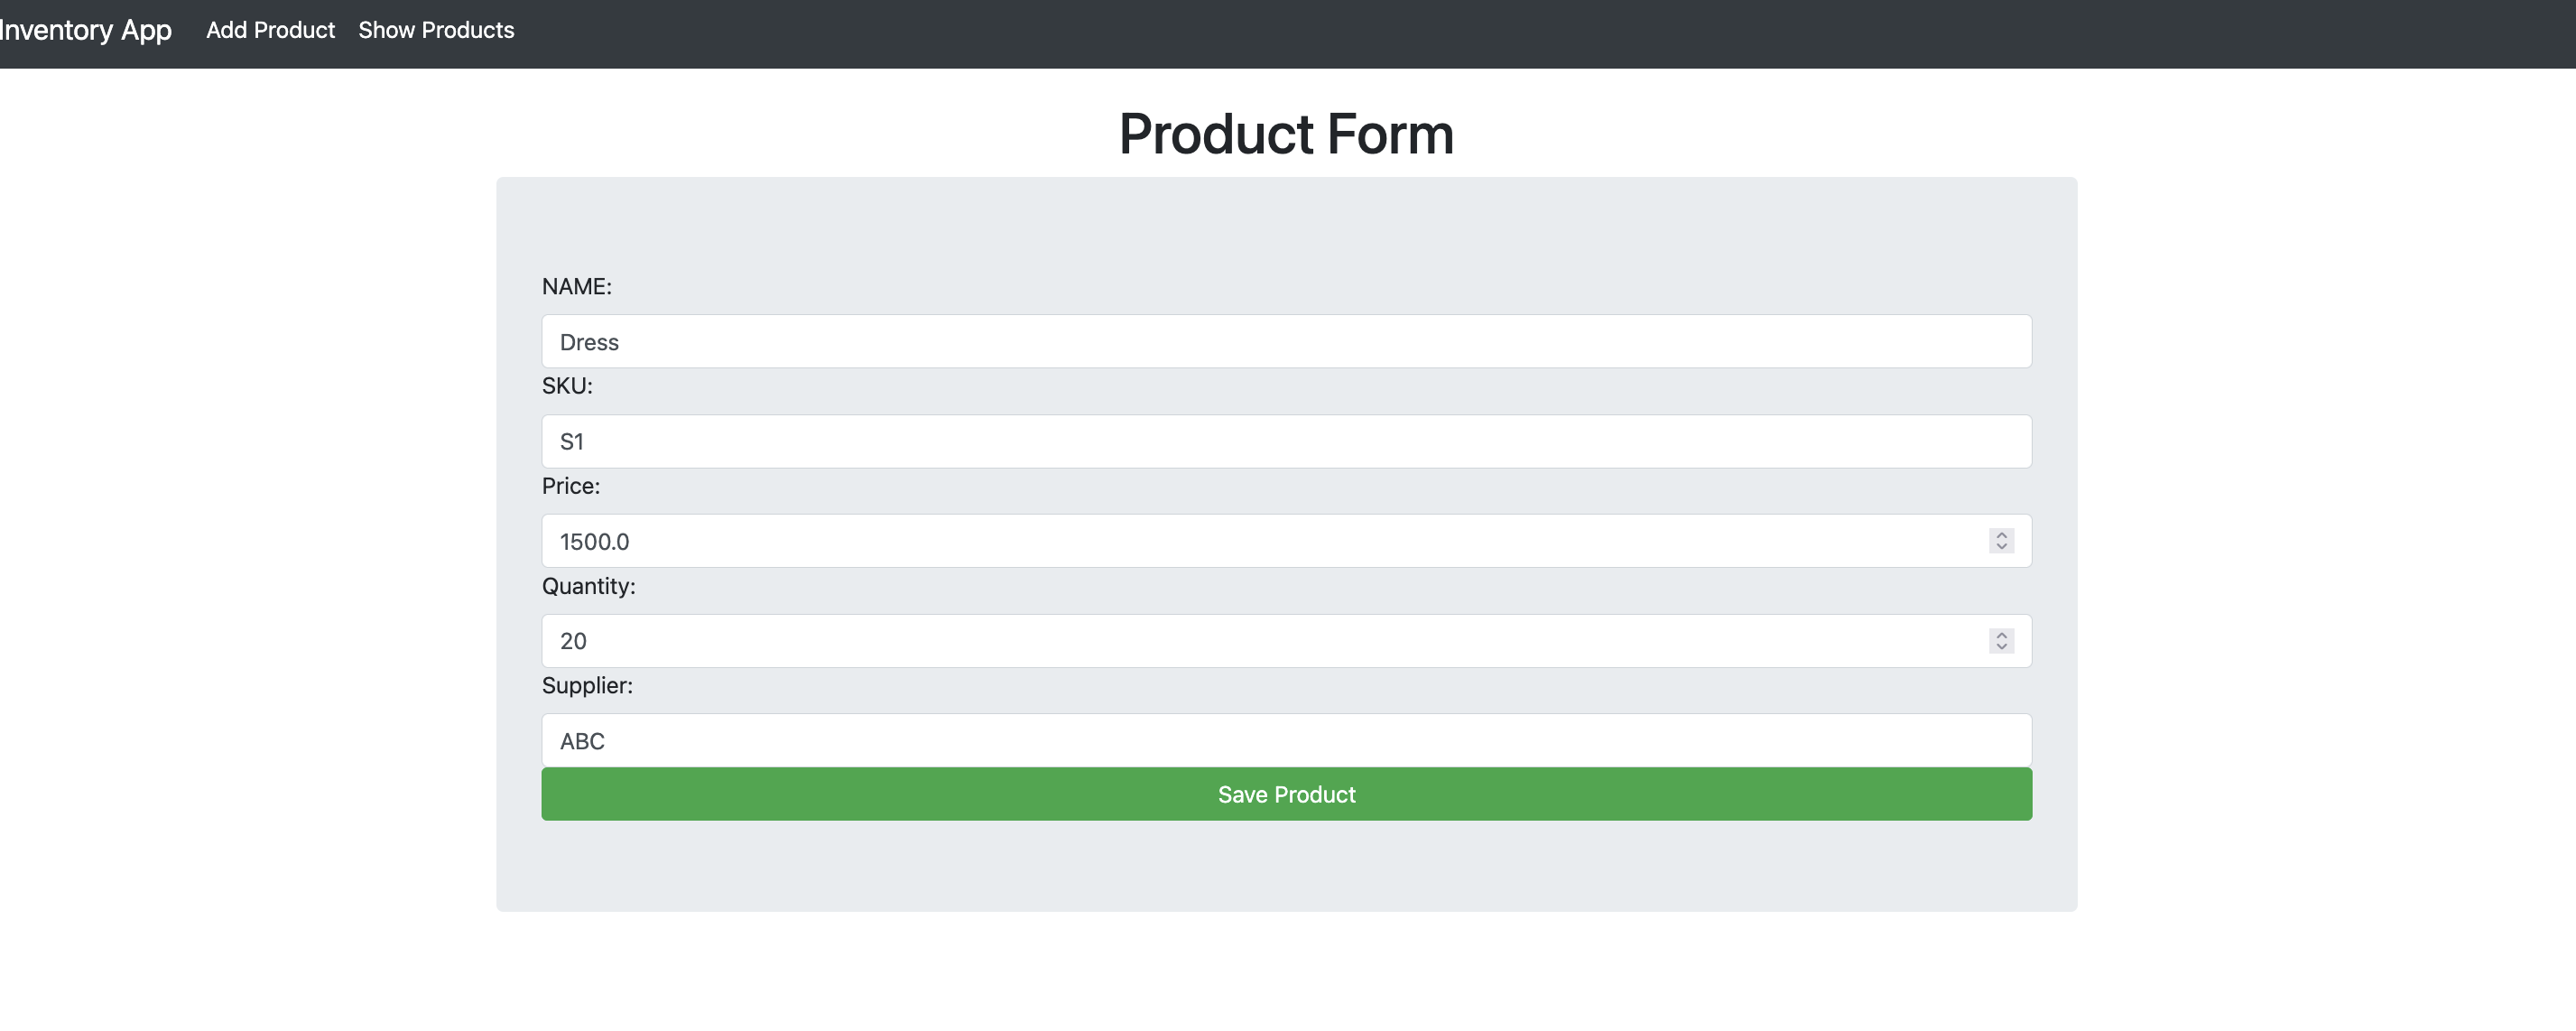 Inventory App Add Product Show Products
Product Form
NAME:
Dress
SKU:
S1
Price:
1500.0
Quantity:
20
Supplier:
ABC
Save Product